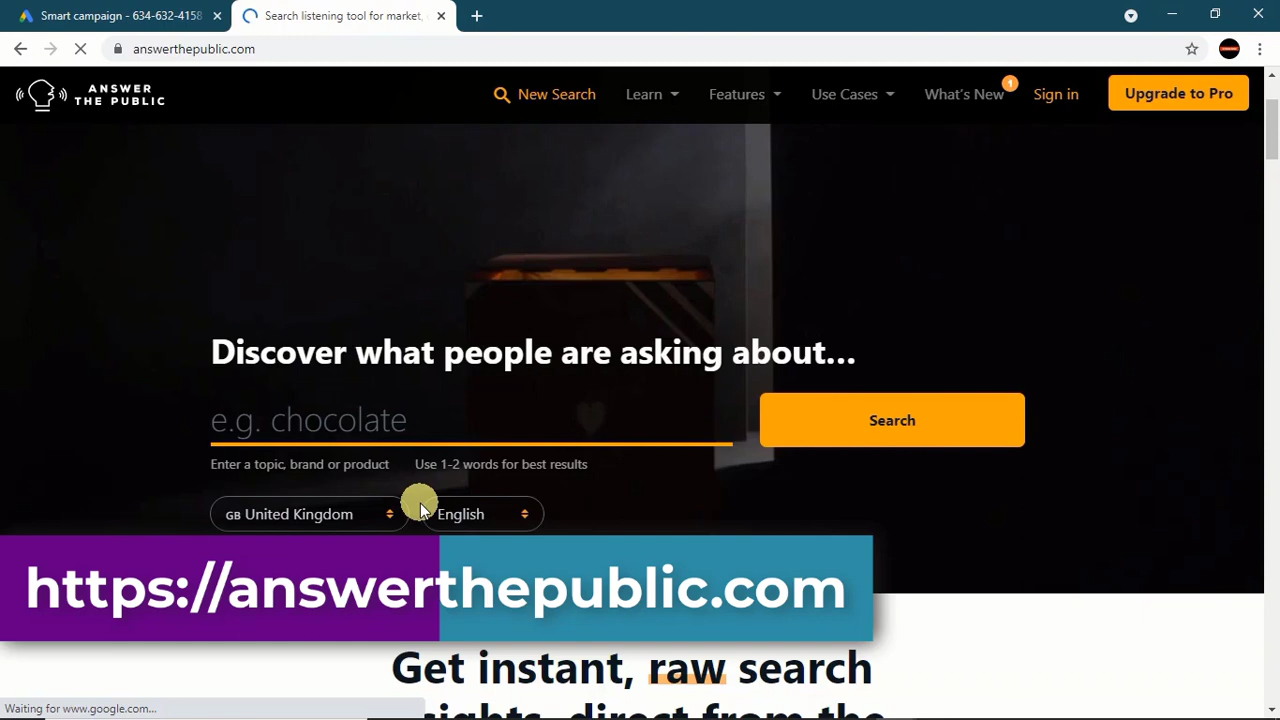 Smart campaign - 634-632-4158
Search listening tool for market,
answerthepublic.com
ANSWER
THE PUBLIC
New Search
Learn
Features
Use Cases
What's New
1
Sign in
Upgrade to Pro
Discover what people are asking about...
e.g. chocolate
Search
Enter a topic, brand or product
Use 1-2 words for best results
GB United Kingdom
English
https://answerthepublic.com
Get instant, raw search
direct from the
Waiting for www.google.com...